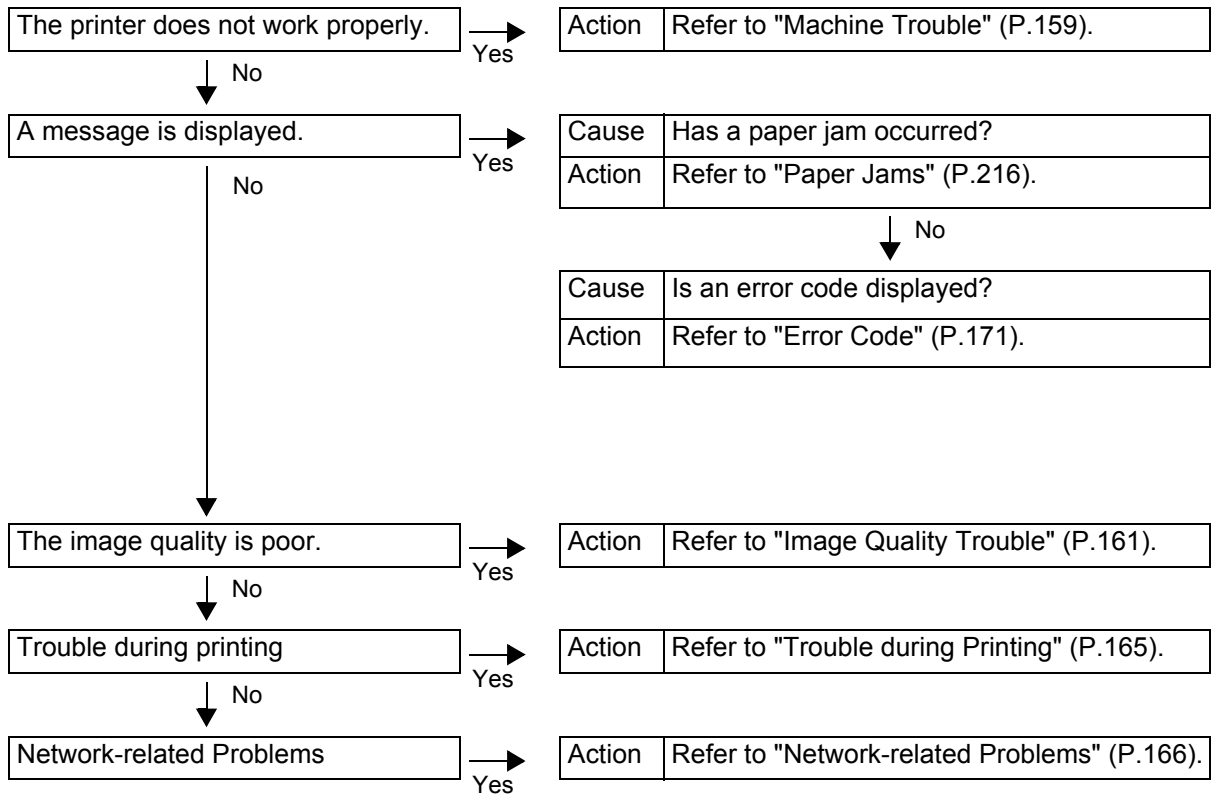 The printer does not work properly.
Yes
Action Refer to "Machine Trouble" (P.159).
No
A message is displayed.
Yes
Cause Has a paper jam occurred?
Action Refer to "Paper Jams" (P.216).
No
No
Cause Is an error code displayed?
Action Refer to "Error Code" (P.171).
The image quality is poor.
Yes
Action Refer to "Image Quality Trouble" (P.161).
No
Trouble during printing
Yes
Action Refer to "Trouble during Printing" (P.165).
No
Network-related Problems
Yes
Action Refer to "Network-related Problems" (P.166).